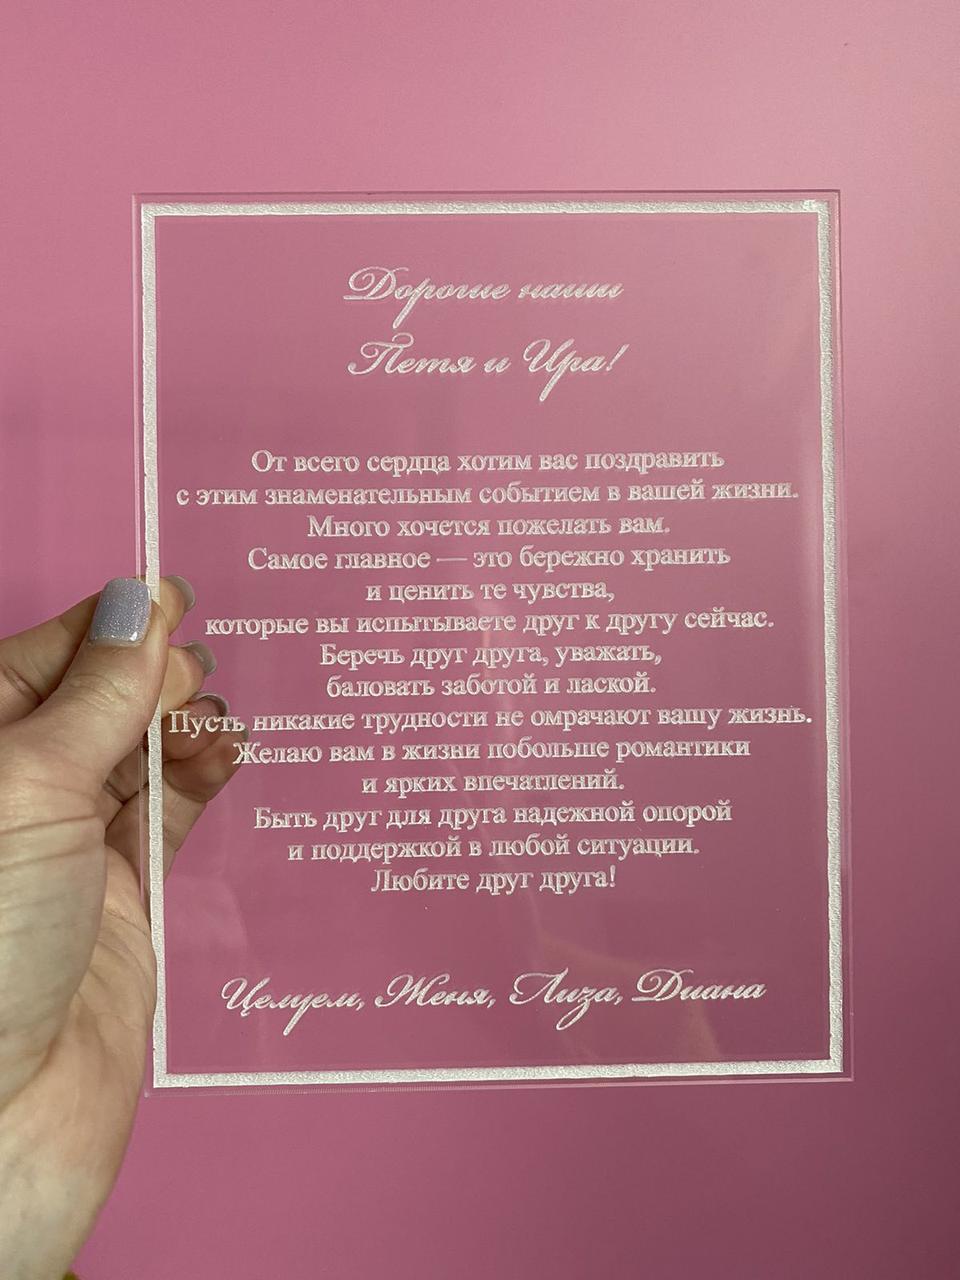 Дорогие наши
Петя и Ира!
От всего сердца хотим вас поздравить
с этим знаменательным событием в вашей жизни.
Много хочется пожелать вам.
Самое главное — это бережно хранить
и ценить те чувства,
которые вы испытываете друг к другу сейчас.
Беречь друг друга, уважать,
баловать заботой и лаской.
Пусть никакие трудности не омрачают вашу жизнь.
Желаю вам в жизни побольше романтики
и ярких впечатлений.
Быть друг для друга надежной опорой
и поддержкой в любой ситуации.
Любите друг друга!
Целуем, Женя, Лиза, Диана